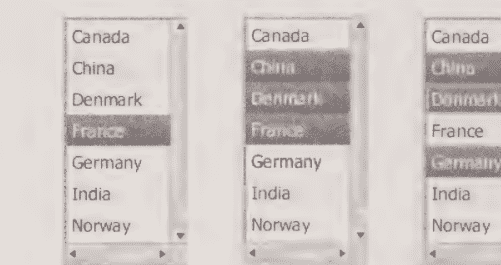 Canada
China
Denmark
France
Germany
India
Norway
Canada
China
Denmark
France
Germany
India
Norway
Canada
China
Denmark
France
Germany
India
Norway